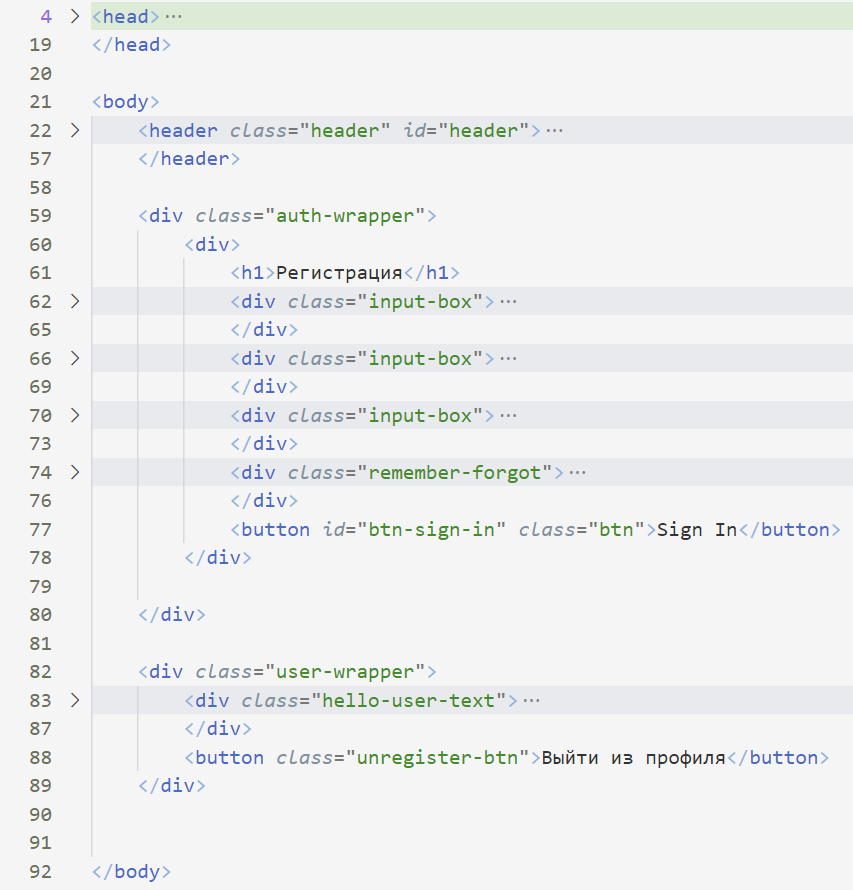 4 > <head>···
19 </head>
20
21 <body>
22 > <header class="header" id="header">···
57 </header>
58
59 <div class="auth-wrapper">
60 <div>
61 <h1>Регистрация</h1>
62 > <div class="input-box">···
65 </div>
66 > <div class="input-box">···
69 </div>
70 > <div class="input-box">···
73 </div>
74 > <div class="remember-forgot">···
76 </div>
77 <button id="btn-sign-in" class="btn">Sign In</button>
78 </div>
79
80 </div>
81
82 <div class="user-wrapper">
83 > <div class="hello-user-text">···
87 </div>
88 <button class="unregister-btn">Выйти из профиля</button>
89 </div>
90
91
92 </body>